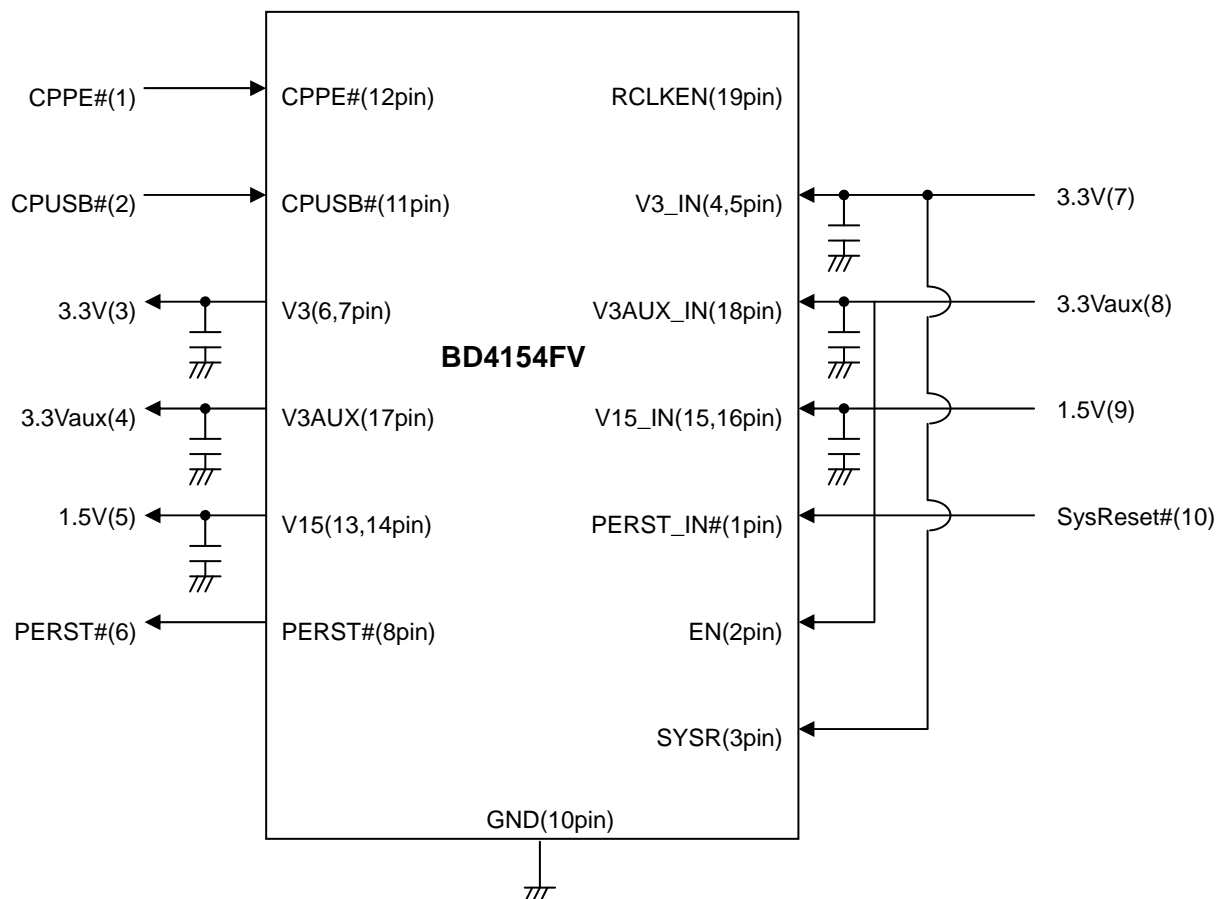 CPPE#(1) CPPE#(12pin) RCLKEN(19pin)
CPUSB#(2) CPUSB#(11pin) V3_IN(4,5pin) 3.3V(7)
3.3V(3) V3(6,7pin) V3AUX_IN(18pin) 3.3Vaux(8)
BD4154FV
3.3Vaux(4) V3AUX(17pin) V15_IN(15,16pin) 1.5V(9)
1.5V(5) V15(13,14pin) PERST_IN#(1pin) SysReset#(10)
PERST#(6) PERST#(8pin) EN(2pin)
SYSR(3pin)
GND(10pin)